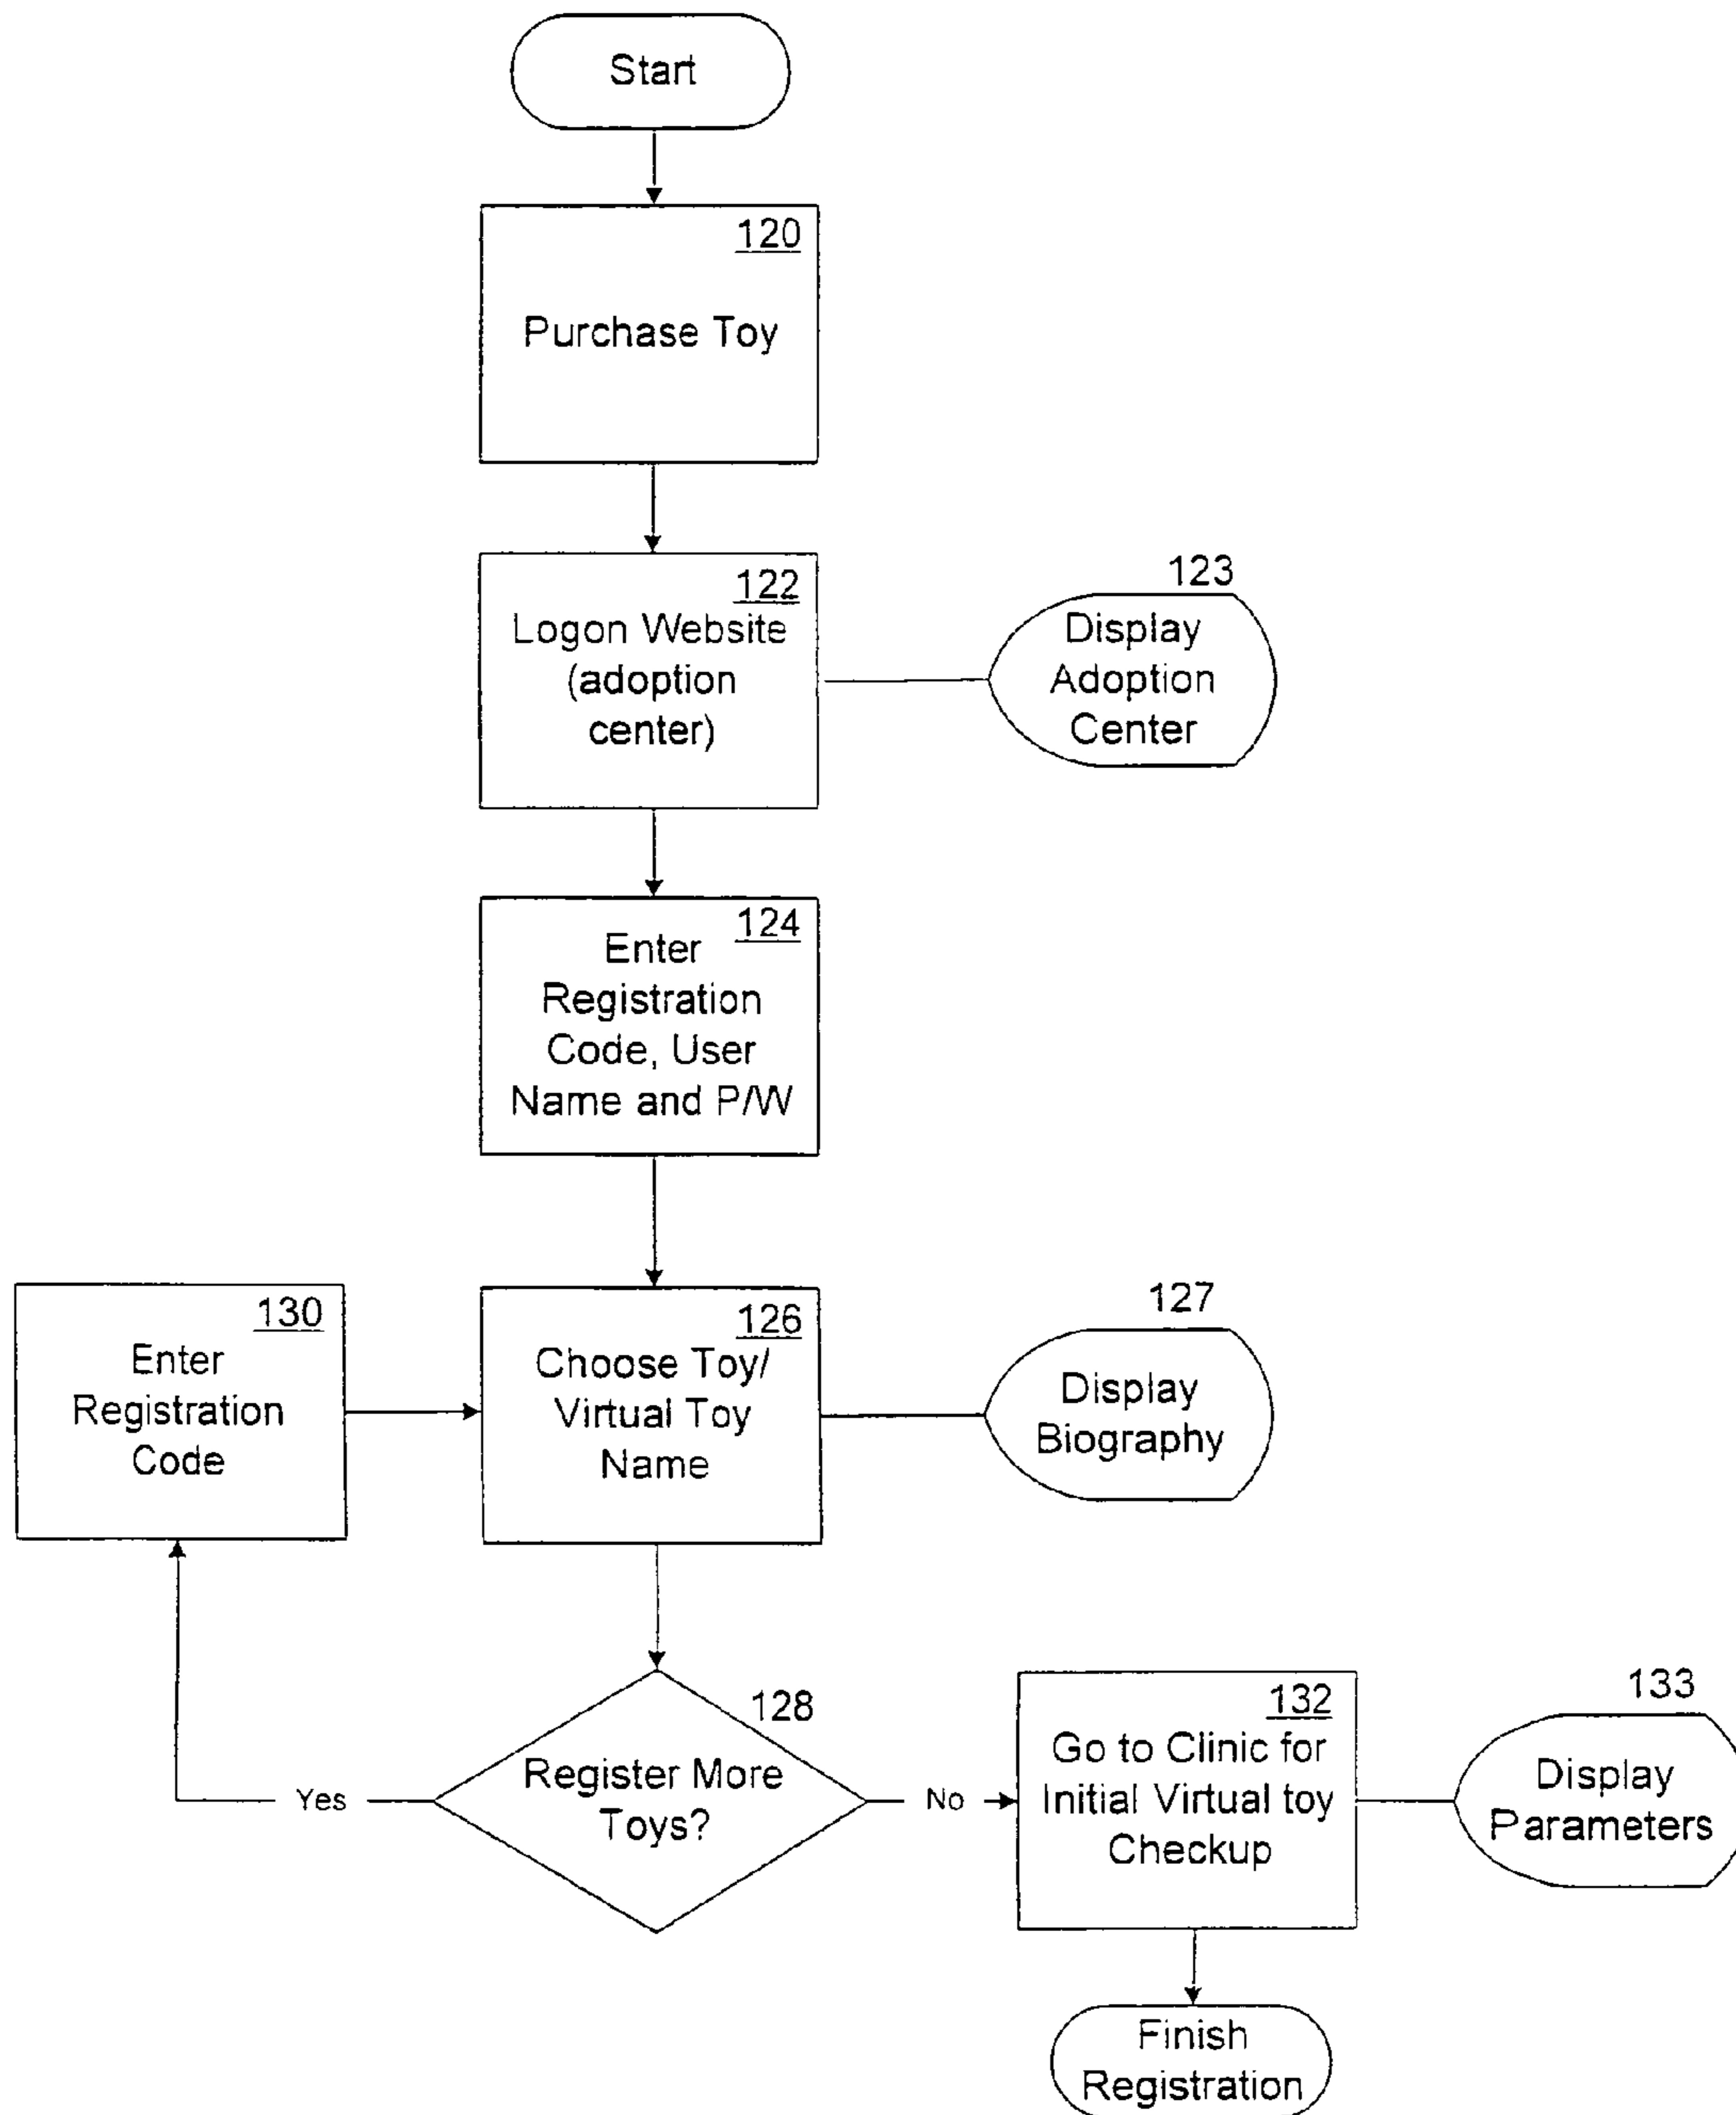 Start
120
Purchase Toy
122
Logon Website
(adoption
center)
123
Display
Adoption
Center
124
Enter
Registration
Code, User
Name and P/W
130
Enter
Registration
Code
126
Choose Toy/
Virtual Toy
Name
127
Display
Biography
128
Register More
Toys?
Yes
No
132
Go to Clinic for
Initial Virtual toy
Checkup
133
Display
Parameters
Finish
Registration